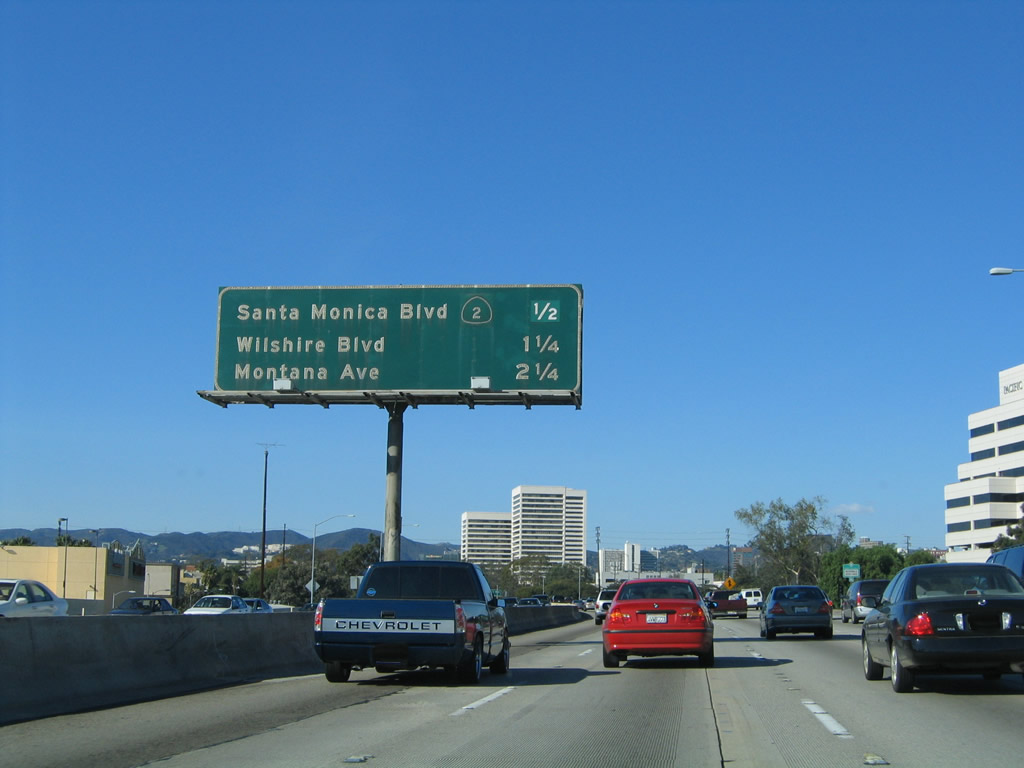 Santa Monica Blvd 2 1/2
Wilshire Blvd 1 1/4
Montana Ave 2 1/4
CHEVROLET
PACIFIC